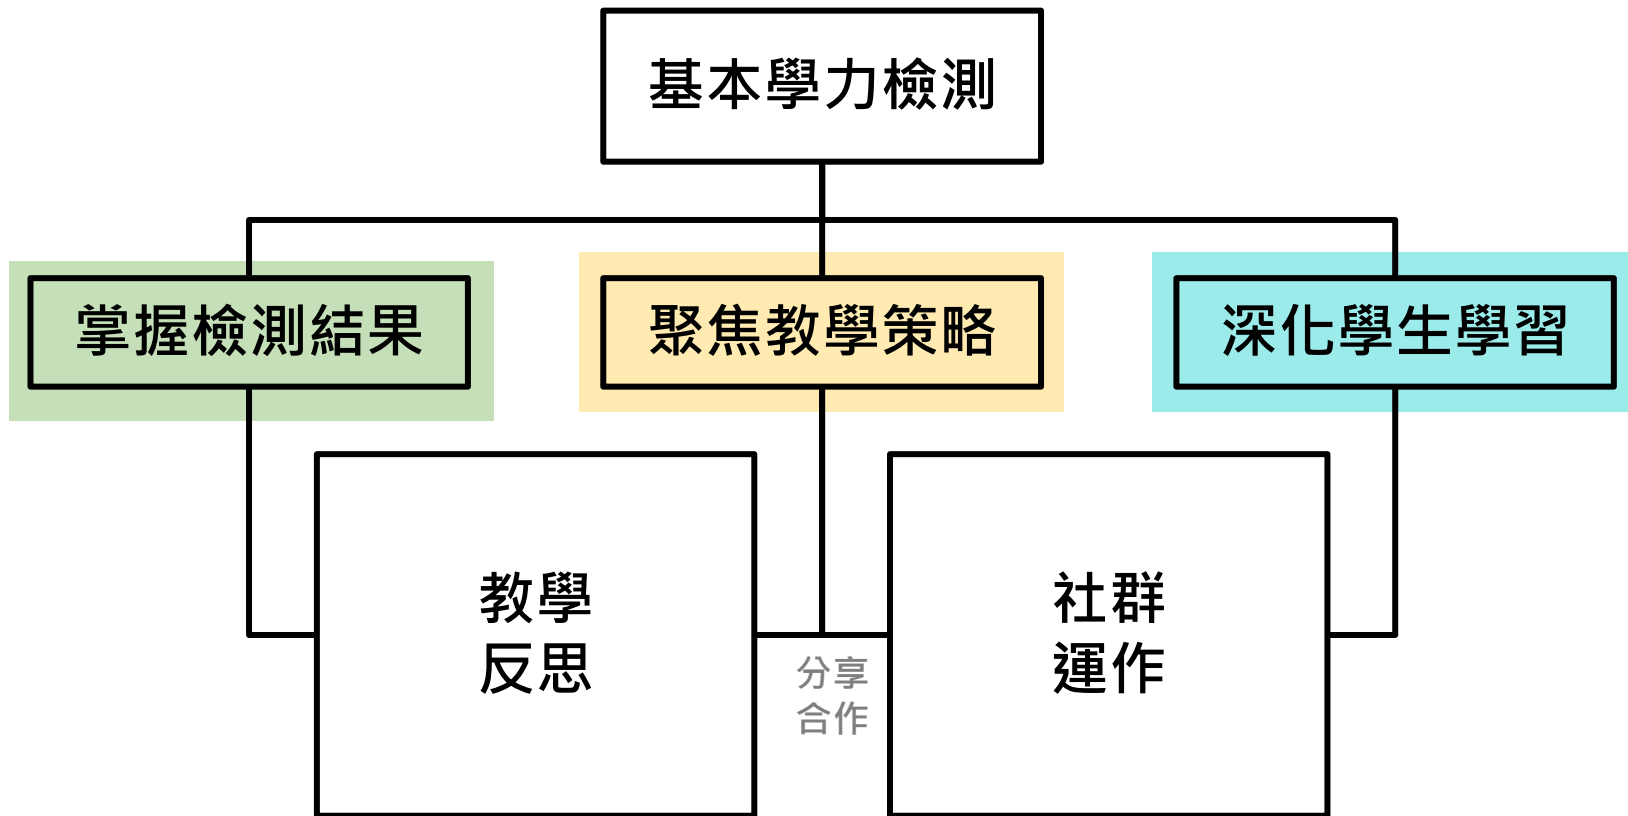 基本學力檢測
掌握檢測結果
聚焦教學策略
深化學生學習
教學
反思
分享
合作
社群
運作